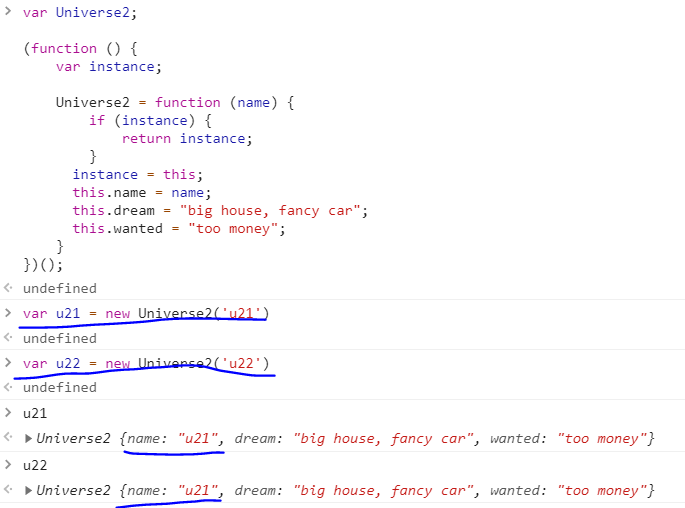 var Universe2;
(function () {
var instance;
Universe2 = function (name) {
if (instance) {
return instance;
}
instance = this;
this.name = name;
this.dream = "big house, fancy car";
this.wanted = "too money";
}
})();
undefined
var u21 = new Universe2('u21')
undefined
var u22 = new Universe2('u22')
undefined
u21
Universe2 {name: "u21", dream: "big house, fancy car", wanted: "too money"}
u22
Universe2 {name: "u21", dream: "big house, fancy car", wanted: "too money"}